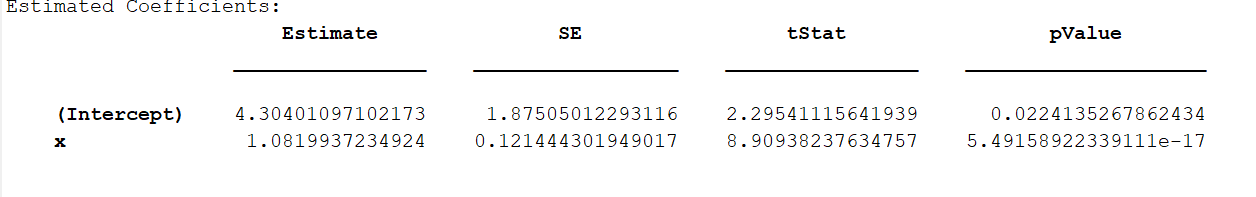 Estimated Coefficients:
Estimate SE tStat pValue
(Intercept) 4.30401097102173 1.87505012293116 2.29541115641939 0.0224135267862434
x 1.0819937234924 0.121444301949017 8.90938237634757 5.49158922339111e-17